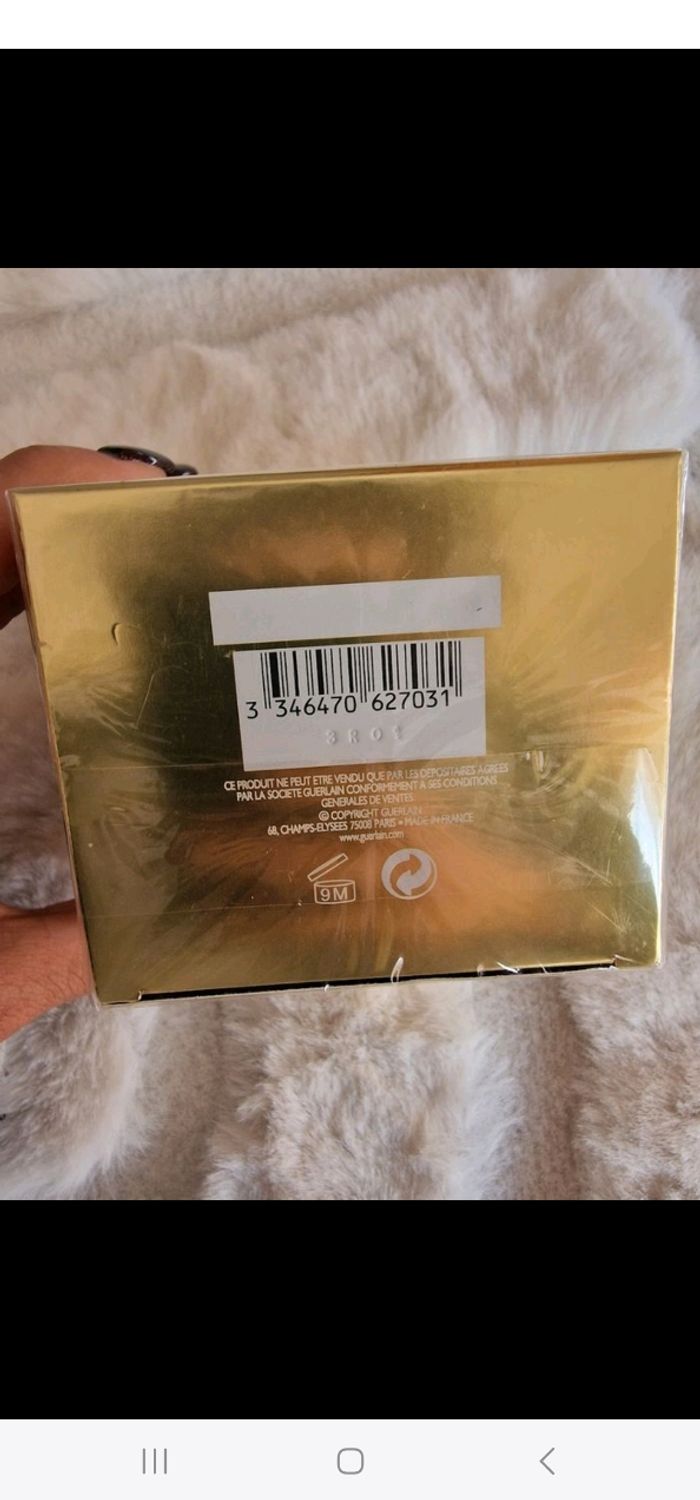 3 346470 627031
CE PRODUIT NE PEUT ETRE VENDU QUE PAR LES DEPOSITAIRES AGREES
PAR LA SOCIETE GUERLAIN CONFORMEMENT A SES CONDITIONS
GENERALES DE VENTES.
© COPYRIGHT GUERLAIN
68, CHAMPS-ELYSEES 75008 PARIS • MADE IN FRANCE
www.guerlain.com
9M